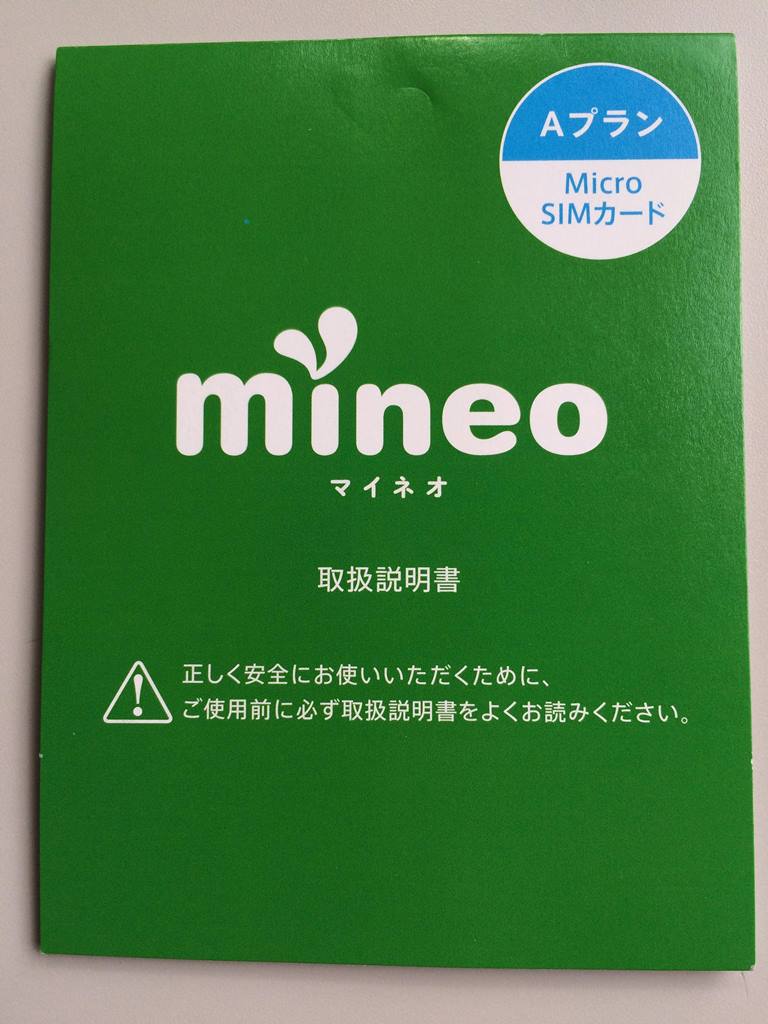 Aプラン
Micro
SIMカード
mineo
マイネオ
取扱説明書
正しく安全にお使いいただくために、
ご使用前に必ず取扱説明書をよくお読みください。